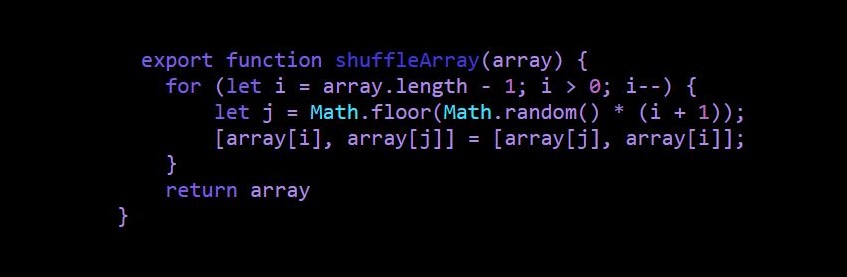 export function shuffleArray(array) {
for (let i = array.length - 1; i > 0; i--) {
let j = Math.floor(Math.random() * (i + 1));
[array[i], array[j]] = [array[j], array[i]];
}
return array
}